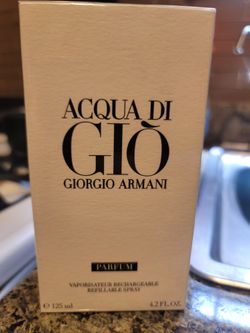 ACQUA DI
GIÒ
GIORGIO ARMANI
PARFUM
VAPORISATEUR RECHARGEABLE
REFILLABLE SPRAY
℮ 125 ml 4.2 FL. OZ.